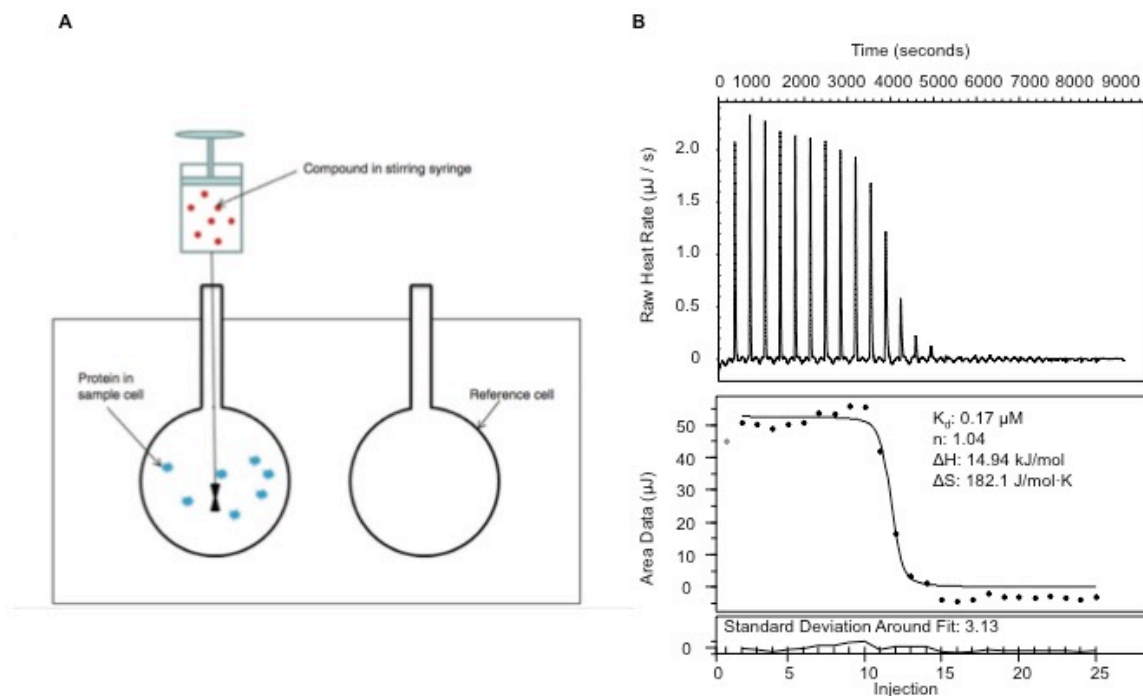 A
Compound in stirring syringe
Protein in
sample cell
Reference cell
B
Time (seconds)
0 1000 2000 3000 4000 5000 6000 7000 8000 9000
Raw Heat Rate (µJ / s)
2.0
1.5
1.0
0.5
0
Area Data (µJ)
50
40
30
20
10
0
Kd: 0.17 µM
n: 1.04
ΔH: 14.94 kJ/mol
ΔS: 182.1 J/mol·K
Standard Deviation Around Fit: 3.13
0
0 5 10 15 20 25
Injection